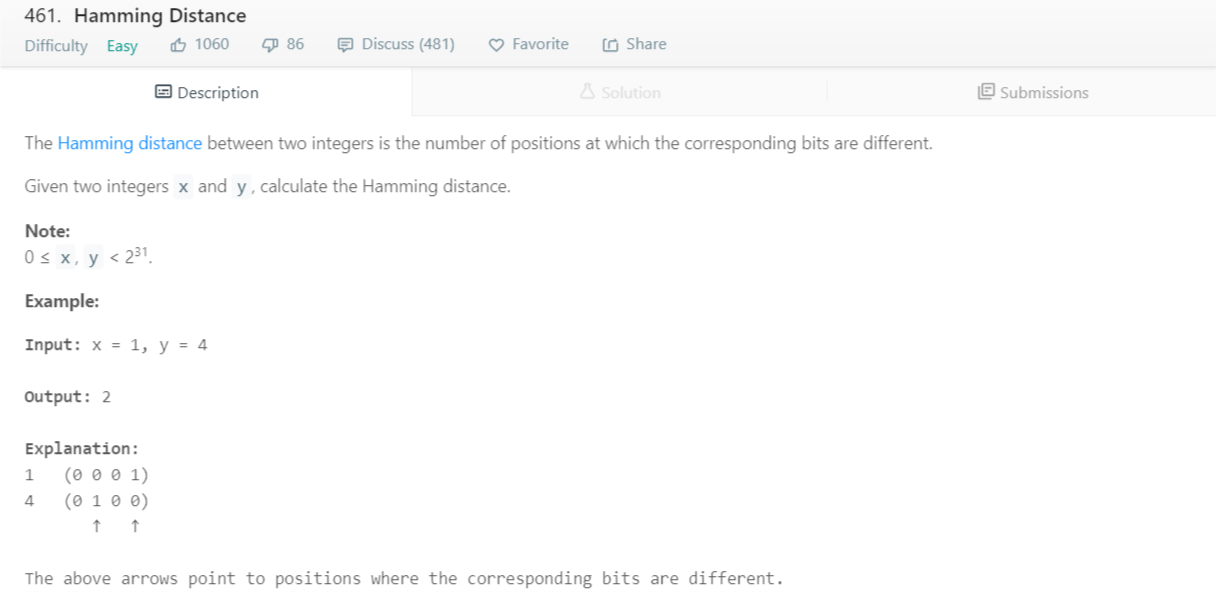 461. Hamming Distance
Difficulty Easy 1060 86 Discuss (481) Favorite Share
Description Solution Submissions
The Hamming distance between two integers is the number of positions at which the corresponding bits are different.
Given two integers x and y, calculate the Hamming distance.
Note:
0 ≤ x, y < 2³¹.
Example:
Input: x = 1, y = 4
Output: 2
Explanation:
1   (0 0 0 1)
4   (0 1 0 0)
       ↑   ↑
The above arrows point to positions where the corresponding bits are different.